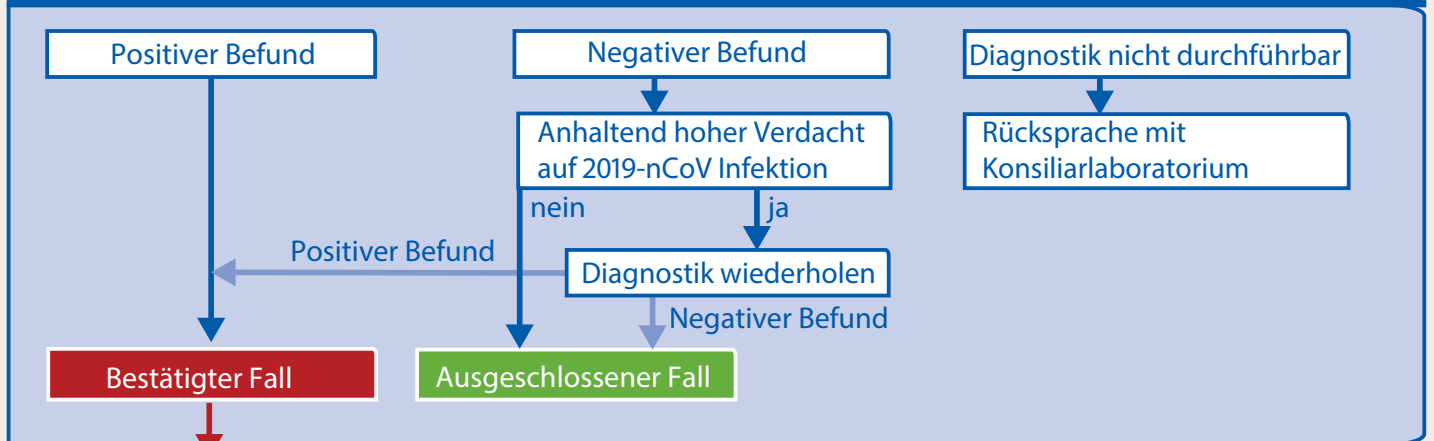 Positiver Befund
Negativer Befund
Diagnostik nicht durchführbar
Anhaltend hoher Verdacht
auf 2019-nCoV Infektion
Rücksprache mit
Konsiliarlaboratorium
nein
ja
Positiver Befund
Diagnostik wiederholen
Negativer Befund
Bestätigter Fall
Ausgeschlossener Fall